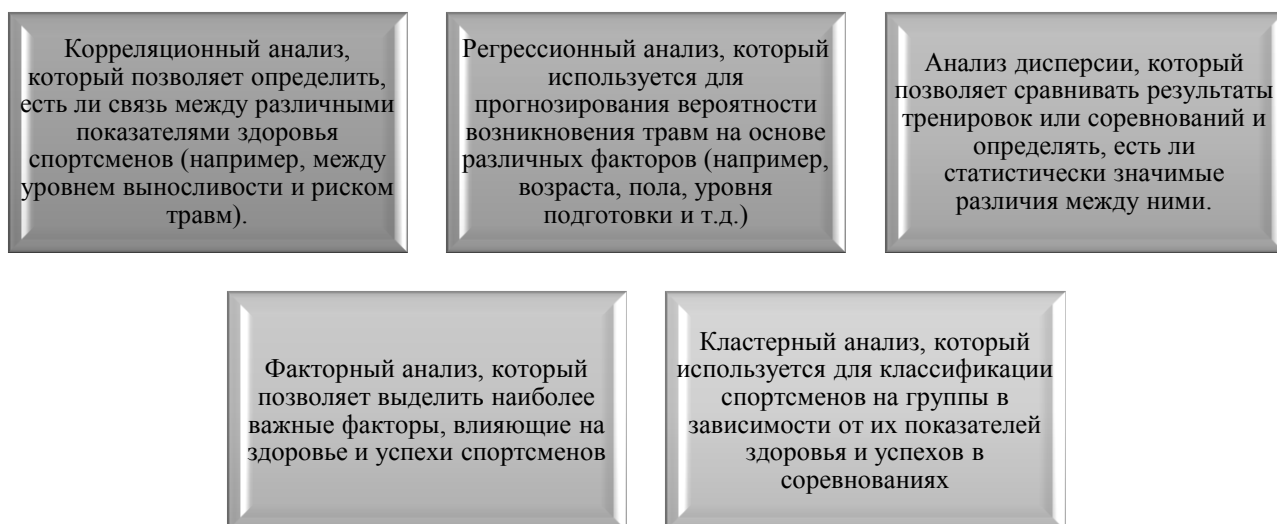 Корреляционный анализ,
который позволяет определить,
есть ли связь между различными
показателями здоровья
спортсменов (например, между
уровнем выносливости и риском
травм).
Регрессионный анализ, который
используется для
прогнозирования вероятности
возникновения травм на основе
различных факторов (например,
возраста, пола, уровня
подготовки и т.д.)
Анализ дисперсии, который
позволяет сравнивать результаты
тренировок или соревнований и
определять, есть ли
статистически значимые
различия между ними.
Факторный анализ, который
позволяет выделить наиболее
важные факторы, влияющие на
здоровье и успехи спортсменов
Кластерный анализ, который
используется для классификации
спортсменов на группы в
зависимости от их показателей
здоровья и успехов в
соревнованиях